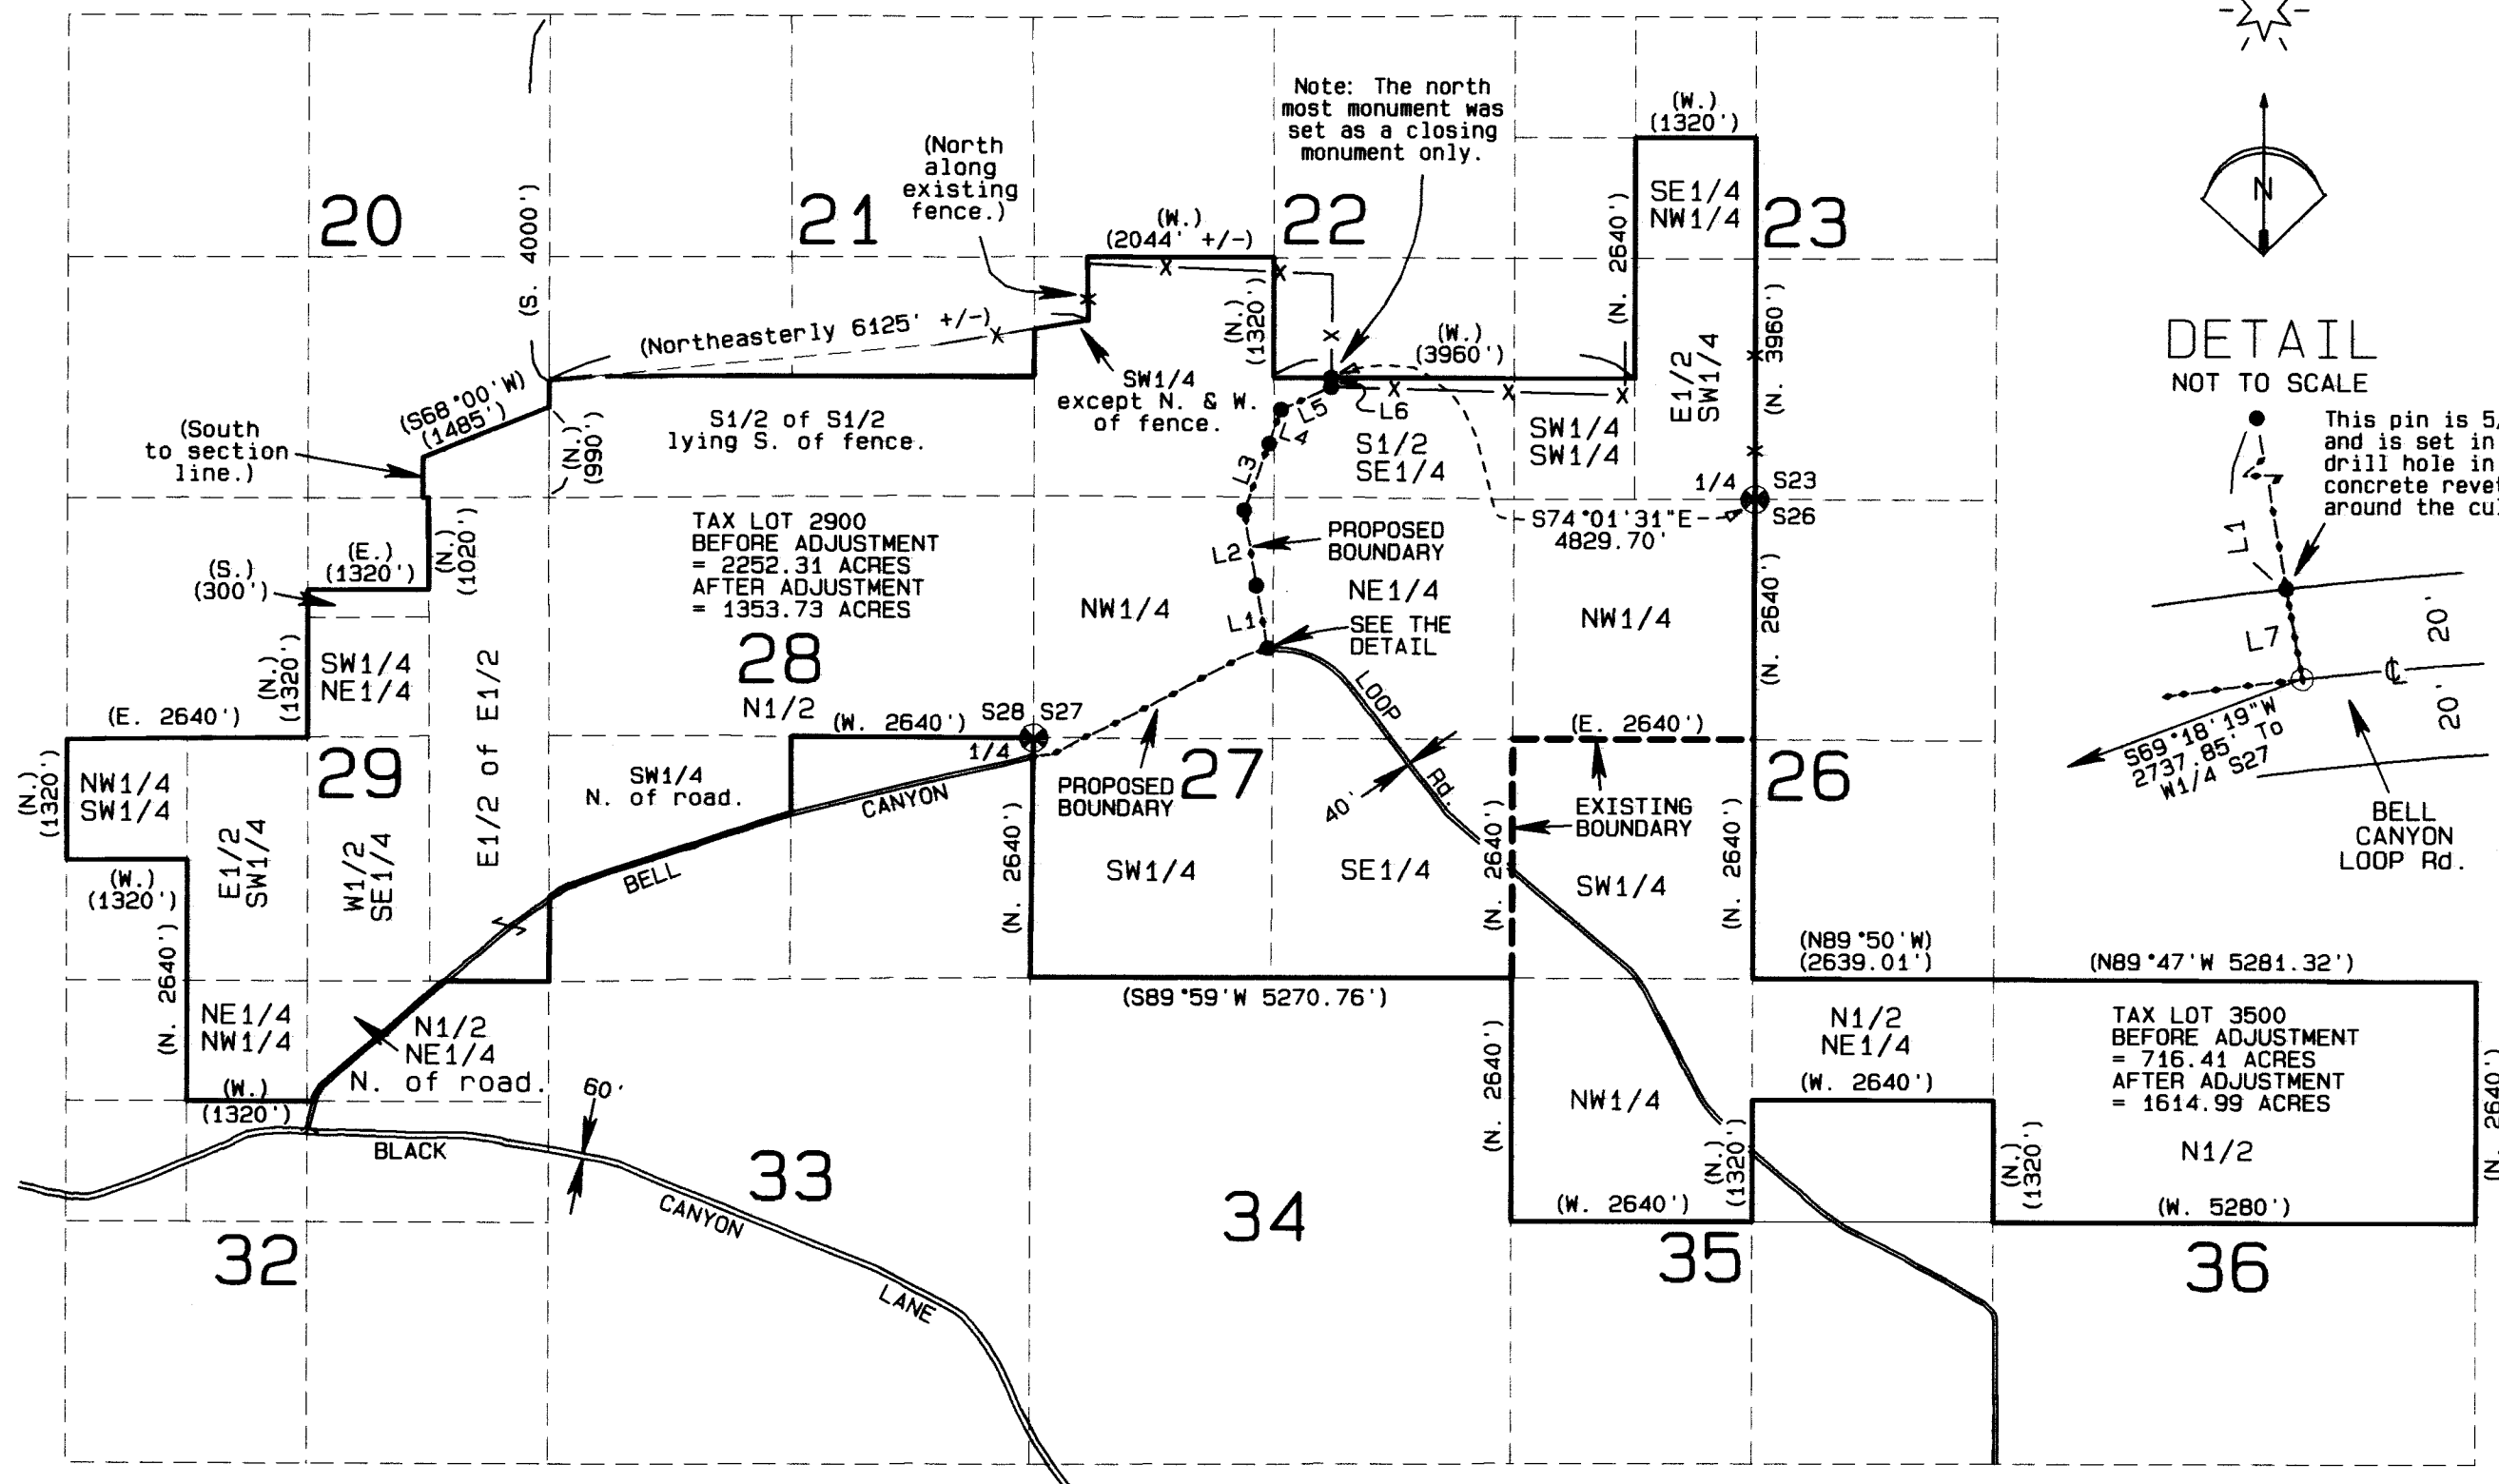 Note: The north
most monument was
set as a closing
monument only.
(W.)
(1320')
(North
along
existing
fence.)
SE1/4
NW1/4
20
21
22
23
(S. 4000')
(W.)
(2044' +/-)
(N. 2640')
N
(Northeasterly 6125' +/-)
(N.)
(1320')
(W.)
(3960')
E1/2
SW1/4
(N. 3960')
DETAIL
NOT TO SCALE
(S68°00'W)
(1485')
SW1/4
except N. & W.
of fence.
(South
to section
line.)
S1/2 of S1/2
lying S. of fence.
(N.)
(990')
L6
L5
L4
L3
S1/2
SE1/4
SW1/4
SW1/4
1/4
S23
S26
This pin is 5/
and is set in
drill hole in
concrete revet
around the cu
TAX LOT 2900
BEFORE ADJUSTMENT
= 2252.31 ACRES
AFTER ADJUSTMENT
= 1353.73 ACRES
S74°01'31"E
4829.70'
PROPOSED
BOUNDARY
L2
L1
L1
(E.)
(1320')
(N.)
(1020')
(S.)
(300')
NW1/4
NE1/4
NW1/4
(N. 2640')
SEE THE
DETAIL
20'
L7
℄
20'
S69°18'19"W
2737.85' To
W1/4 S27
BELL
CANYON
LOOP Rd.
(N.)
(1320')
SW1/4
NE1/4
E1/2 of E1/2
28
N1/2
(W. 2640')
S28
S27
1/4
(E. 2640')
(E. 2640')
LOOP
Rd.
40'
(N.)
(1320')
NW1/4
SW1/4
29
SW1/4
N. of road.
CANYON
BELL
PROPOSED
BOUNDARY
27
EXISTING
BOUNDARY
26
(N. 2640')
(N. 2640')
(N. 2640')
(W.)
(1320')
E1/2
SW1/4
W1/2
SE1/4
SW1/4
SE1/4
SW1/4
(N89°50'W)
(2639.01')
(N89°47'W 5281.32')
(N. 2640')
(S89°59'W 5270.76')
NE1/4
NW1/4
N1/2
NE1/4
N. of road.
N1/2
NE1/4
(W. 2640')
TAX LOT 3500
BEFORE ADJUSTMENT
= 716.41 ACRES
AFTER ADJUSTMENT
= 1614.99 ACRES
(N. 2640')
(W.)
(1320')
60'
BLACK
CANYON
LANE
(N. 2640')
NW1/4
(N.)
(1320')
(N.)
(1320')
N1/2
(W. 2640')
(W. 5280')
32
33
34
35
36